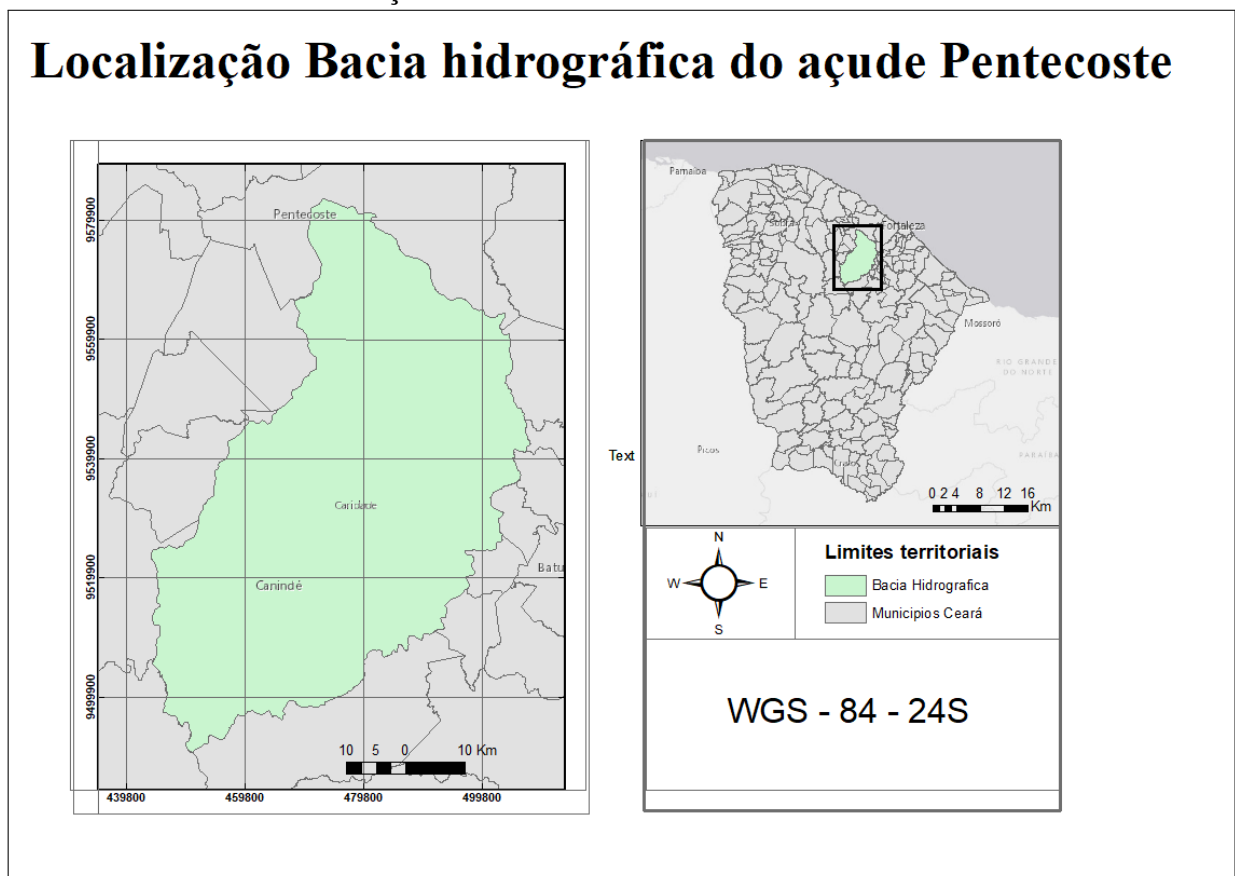 Localização Bacia hidrográfica do açude Pentecoste
9579900
9559900
9539900
9519900
9499900
Pentecoste
Caridade
Canindé
Batu
10 5 0 10 Km
439800 459800 479800 499800
Text
Parnaíba
Sobral
Fortaleza
Mossoró
RIO GRANDE
DO NORTE
Picos
Crato
PARAÍBA
0 2 4 8 12 16
Km
N
W E
S
Limites territoriais
Bacia Hidrografica
Municipios Ceará
WGS - 84 - 24S